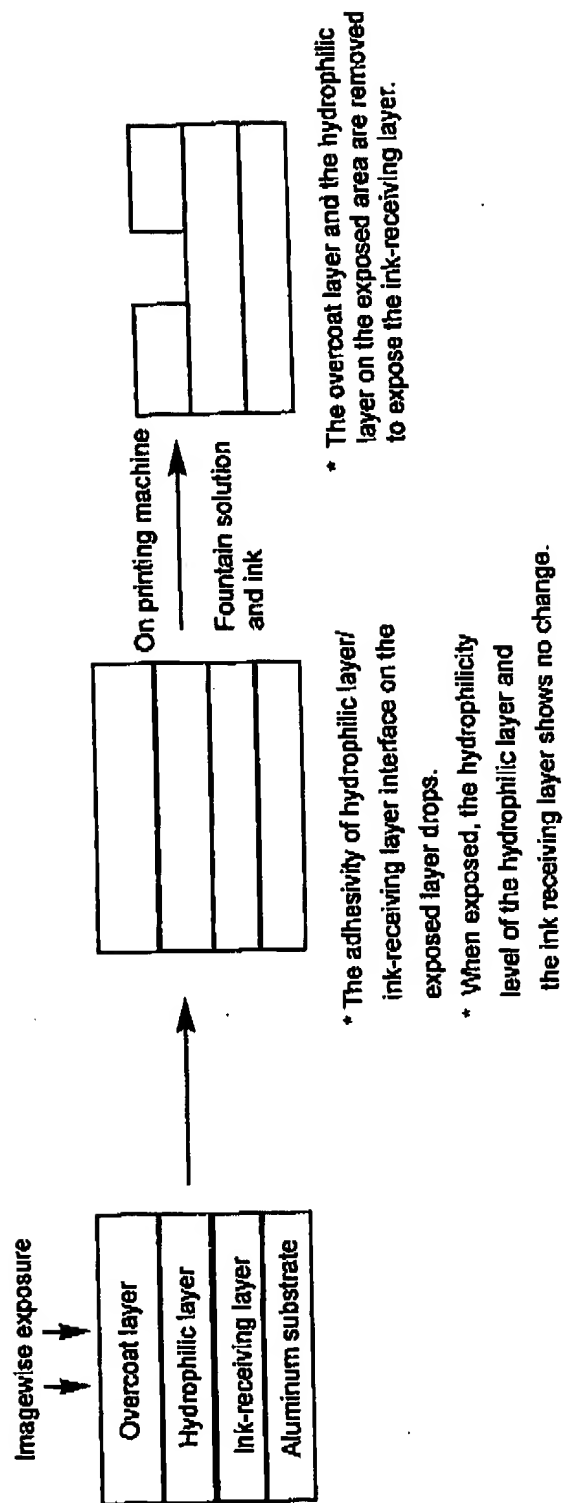 Imagewise exposure
Overcoat layer
Hydrophilic layer
Ink-receiving layer
Aluminum substrate
* The adhesivity of hydrophilic layer/
ink-receiving layer interface on the
exposed layer drops.
* When exposed, the hydrophilicity
level of the hydrophilic layer and
the ink receiving layer shows no change.
On printing machine
Fountain solution
and ink
* The overcoat layer and the hydrophilic
layer on the exposed area are removed
to expose the ink-receiving layer.